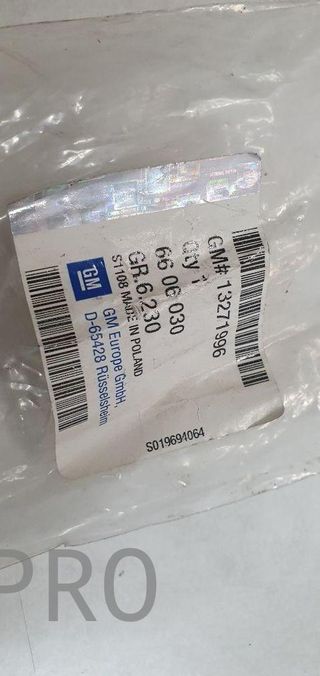 GM# 13271996
Qty 1
66 06 030
GR.6.230
S1108 MADE IN POLAND
GM
GM Europe GmbH,
D-65428 Rüsselsheim
S019694064
PRO